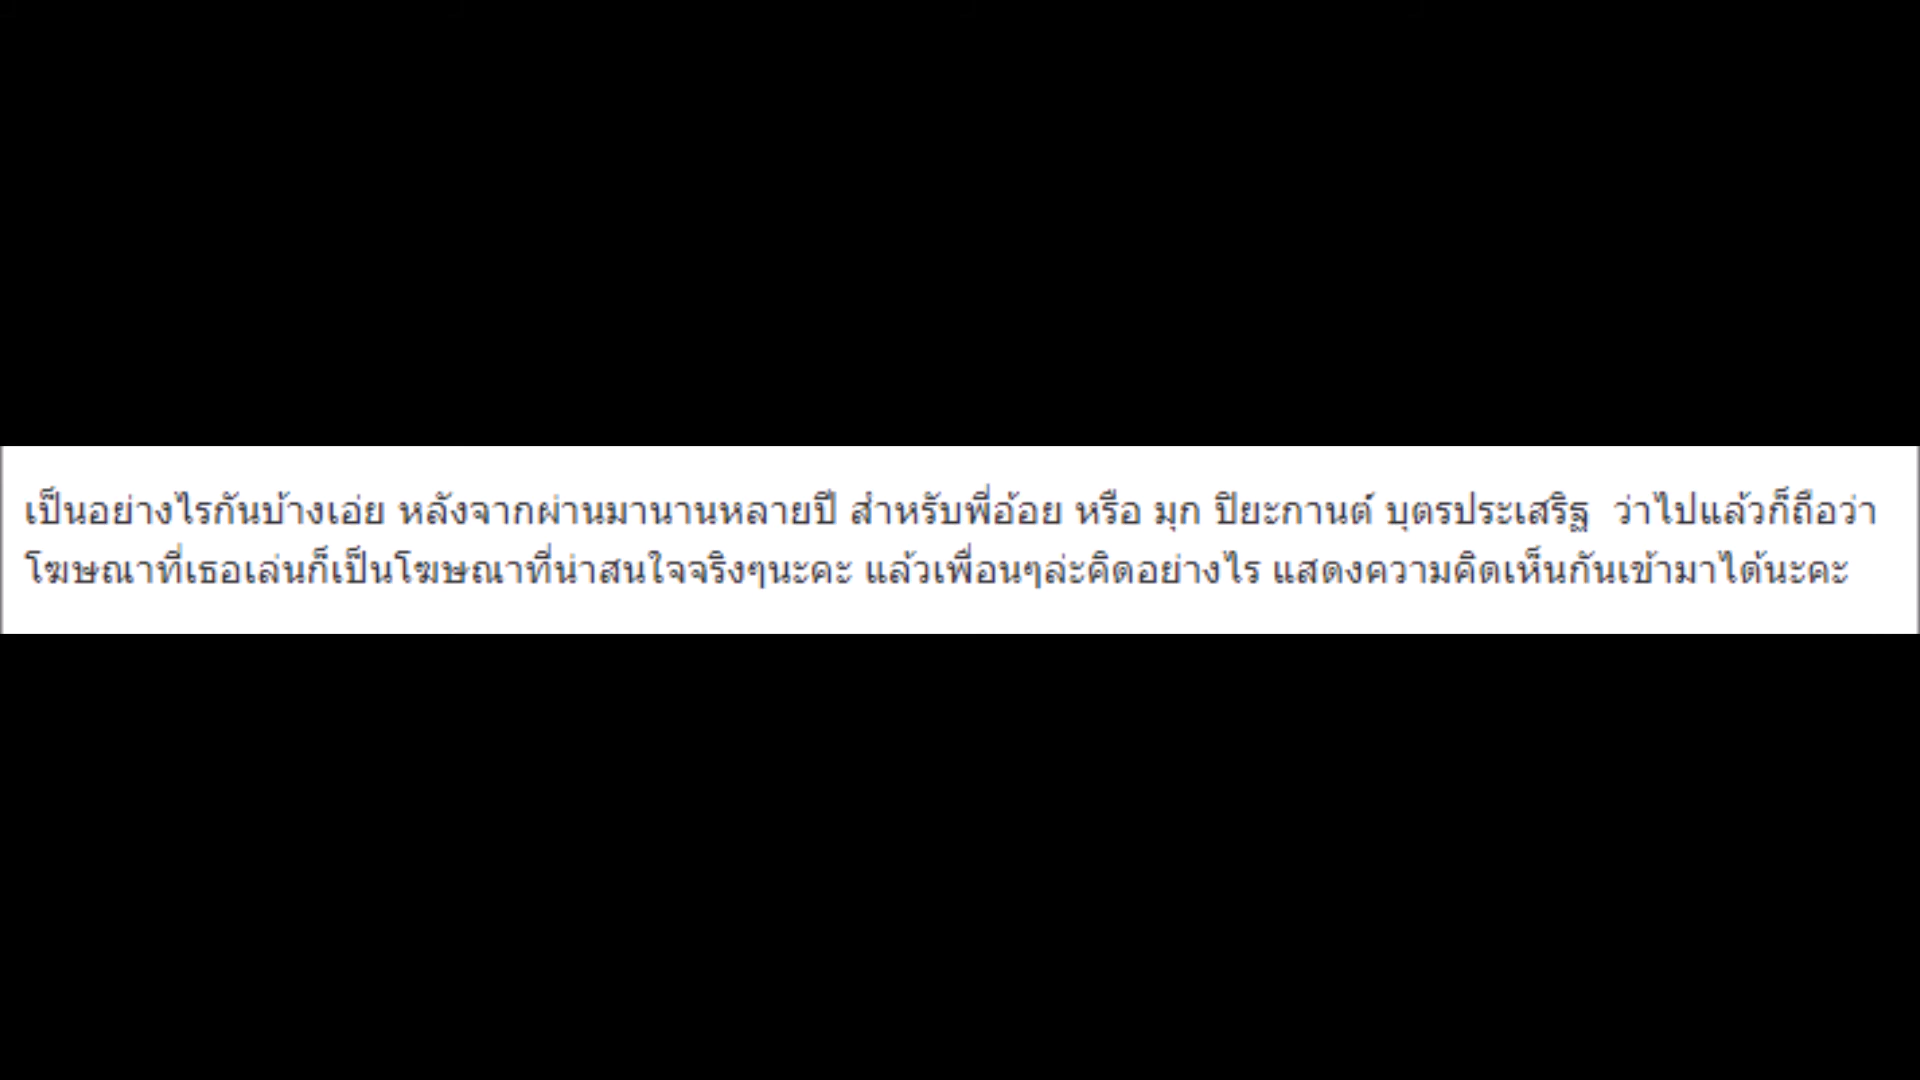 เป็นอย่างไรกันบ้างเอ่ย หลังจากผ่านมานานหลายปี สำหรับพี่อ้อย หรือ มุก ปิยะกานต์ บุตรประเสริฐ  ว่าไปแล้วก็ถือว่า
โฆษณาที่เธอเล่นก็เป็นโฆษณาที่น่าสนใจจริงๆนะคะ แล้วเพื่อนๆล่ะคิดอย่างไร แสดงความคิดเห็นกันเข้ามาได้นะคะ